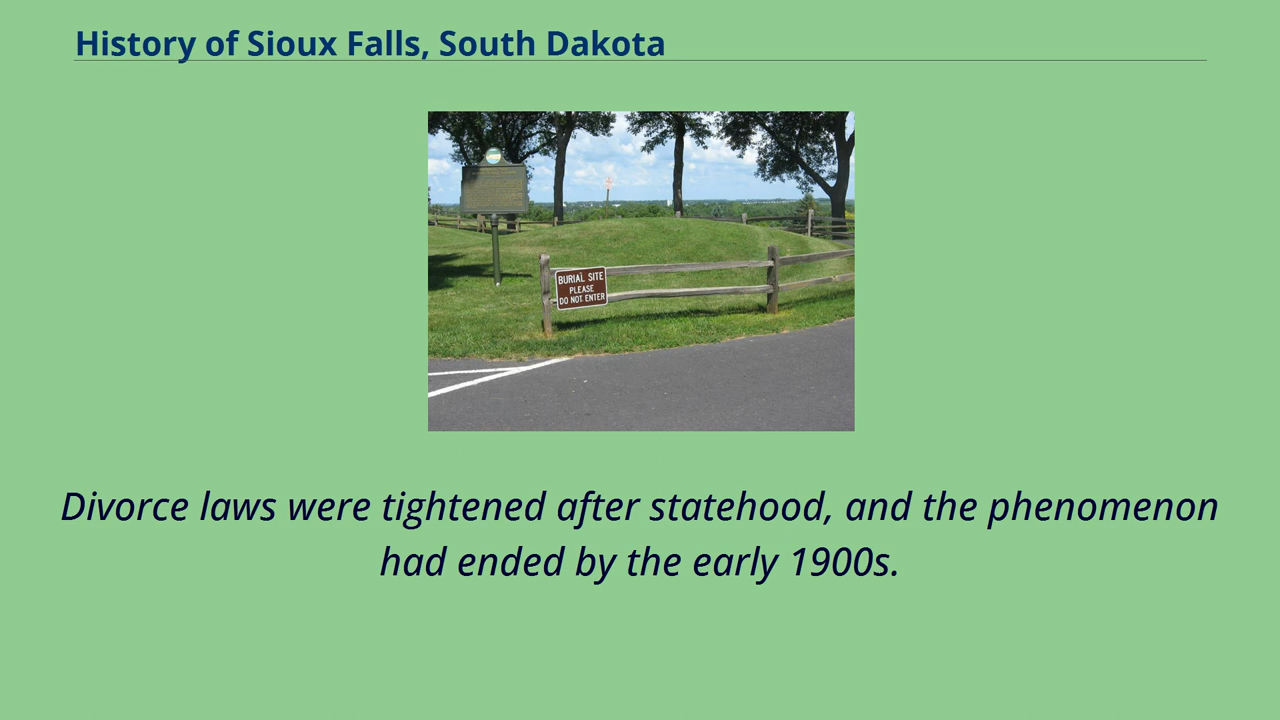 History of Sioux Falls, South Dakota
BURIAL SITE
PLEASE
DO NOT ENTER
Divorce laws were tightened after statehood, and the phenomenon
had ended by the early 1900s.